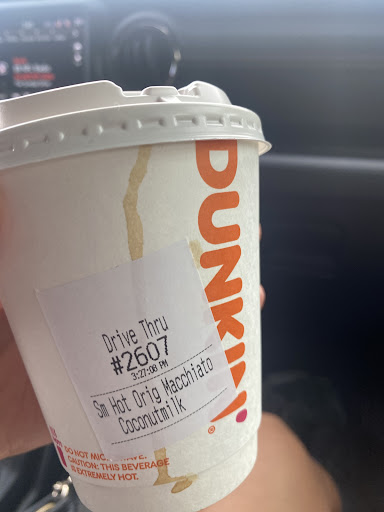 DUNKIN'
®
Drive Thru
#2607
3:27:08 PM
Sm Hot Orig Macchiato
Coconutmilk
DO NOT
CAUTION: THIS BEVERAGE
IS EXTREMELY HOT.